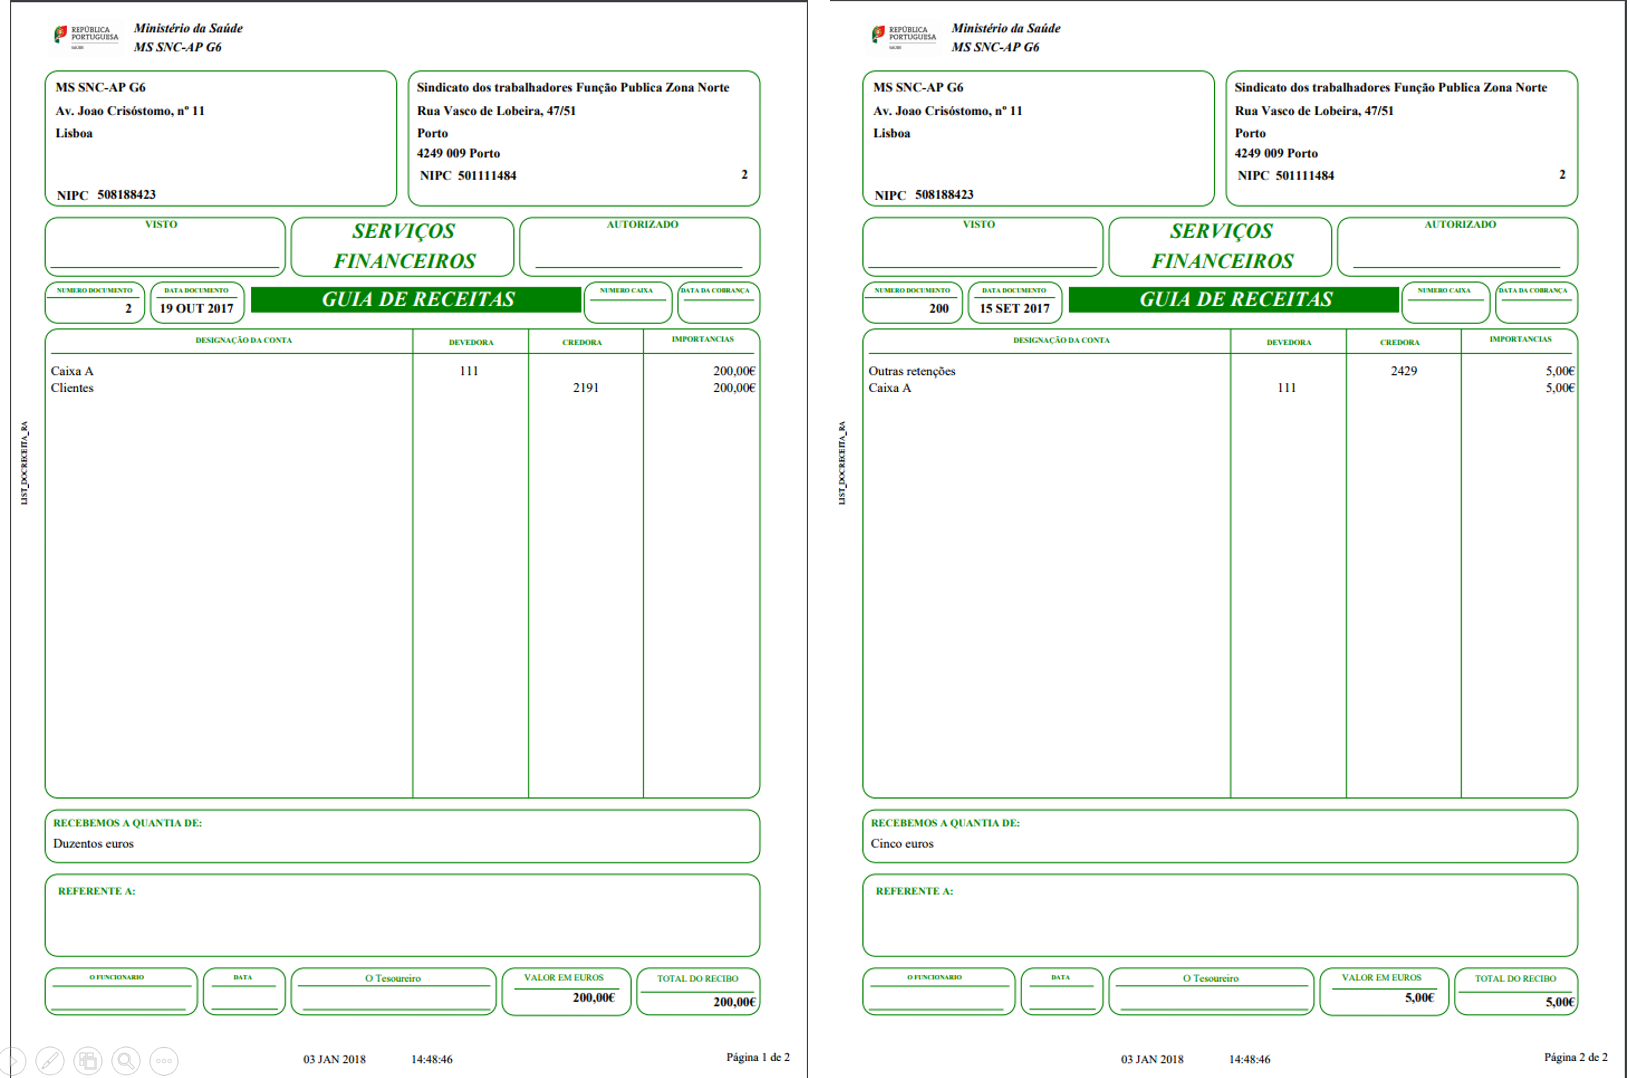 REPÚBLICA
PORTUGUESA
SAÚDE
Ministério da Saúde
MS SNC-AP G6
MS SNC-AP G6
Av. Joao Crisóstomo, nº 11
Lisboa
NIPC 508188423
Sindicato dos trabalhadores Função Publica Zona Norte
Rua Vasco de Lobeira, 47/51
Porto
4249 009 Porto
NIPC 501111484 2
VISTO
SERVIÇOS
FINANCEIROS
AUTORIZADO
NUMERO DOCUMENTO
2
DATA DOCUMENTO
19 OUT 2017
GUIA DE RECEITAS
NUMERO CAIXA
DATA DA COBRANÇA
DESIGNAÇÃO DA CONTA DEVEDORA CREDORA IMPORTANCIAS
Caixa A 111 200,00€
Clientes 2191 200,00€
LIST_DOCRECEITA_RA
RECEBEMOS A QUANTIA DE:
Duzentos euros
REFERENTE A:
O FUNCIONARIO
DATA
O Tesoureiro
VALOR EM EUROS
200,00€
TOTAL DO RECIBO
200,00€
03 JAN 2018 14:48:46 Página 1 de 2
REPÚBLICA
PORTUGUESA
SAÚDE
Ministério da Saúde
MS SNC-AP G6
MS SNC-AP G6
Av. Joao Crisóstomo, nº 11
Lisboa
NIPC 508188423
Sindicato dos trabalhadores Função Publica Zona Norte
Rua Vasco de Lobeira, 47/51
Porto
4249 009 Porto
NIPC 501111484 2
VISTO
SERVIÇOS
FINANCEIROS
AUTORIZADO
NUMERO DOCUMENTO
200
DATA DOCUMENTO
15 SET 2017
GUIA DE RECEITAS
NUMERO CAIXA
DATA DA COBRANÇA
DESIGNAÇÃO DA CONTA DEVEDORA CREDORA IMPORTANCIAS
Outras retenções 2429 5,00€
Caixa A 111 5,00€
LIST_DOCRECEITA_RA
RECEBEMOS A QUANTIA DE:
Cinco euros
REFERENTE A:
O FUNCIONARIO
DATA
O Tesoureiro
VALOR EM EUROS
5,00€
TOTAL DO RECIBO
5,00€
03 JAN 2018 14:48:46 Página 2 de 2